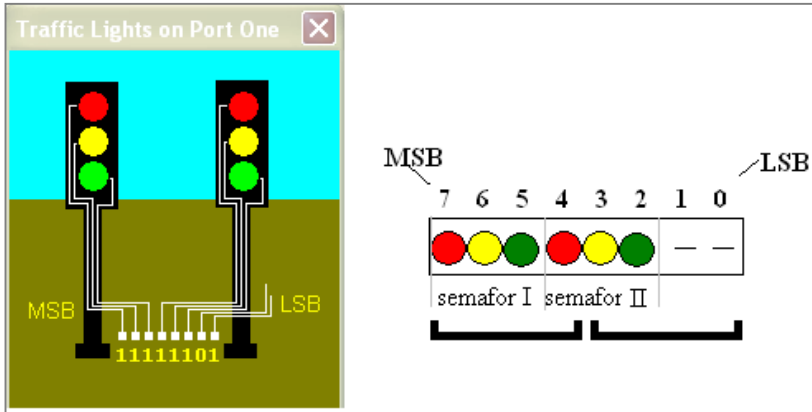 Traffic Lights on Port One
MSB
LSB
11111101
MSB
LSB
7 6 5 4 3 2 1 0
semafor I semafor II